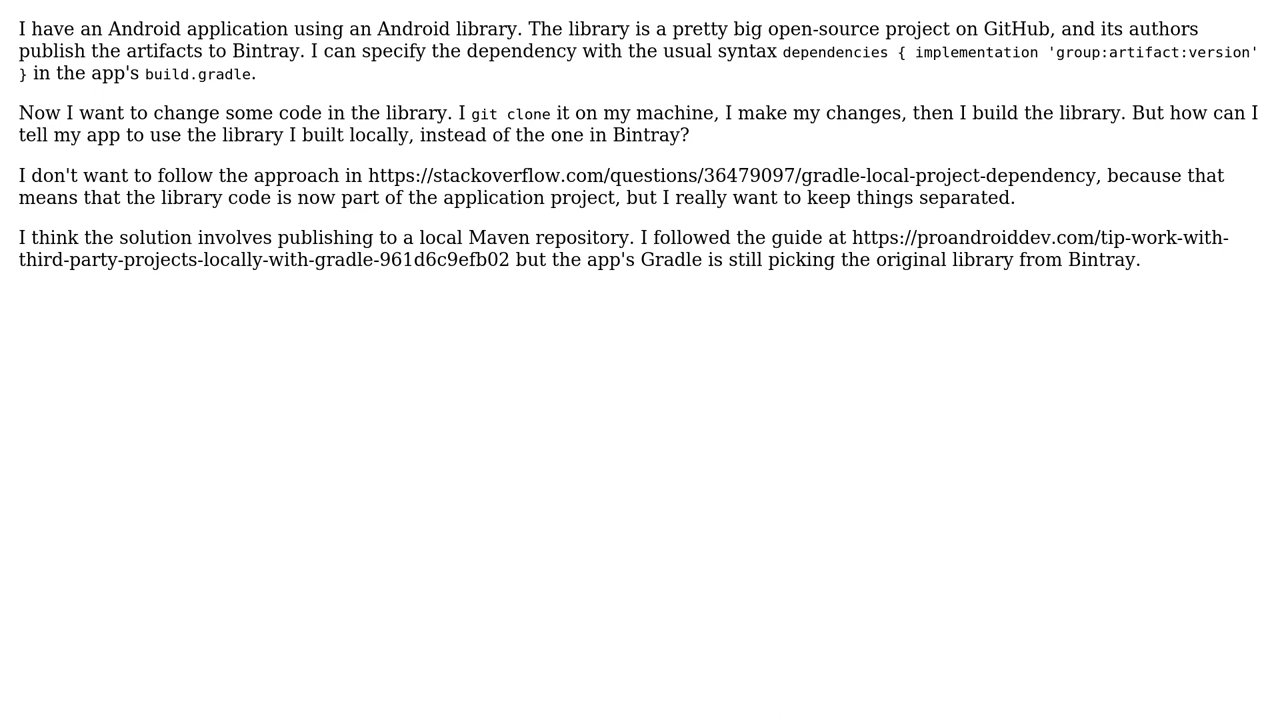 I have an Android application using an Android library. The library is a pretty big open-source project on GitHub, and its authors
publish the artifacts to Bintray. I can specify the dependency with the usual syntax dependencies { implementation 'group:artifact:version'
} in the app's build.gradle.
Now I want to change some code in the library. I git clone it on my machine, I make my changes, then I build the library. But how can I
tell my app to use the library I built locally, instead of the one in Bintray?
I don't want to follow the approach in https://stackoverflow.com/questions/36479097/gradle-local-project-dependency, because that
means that the library code is now part of the application project, but I really want to keep things separated.
I think the solution involves publishing to a local Maven repository. I followed the guide at https://proandroiddev.com/tip-work-with-
third-party-projects-locally-with-gradle-961d6c9efb02 but the app's Gradle is still picking the original library from Bintray.